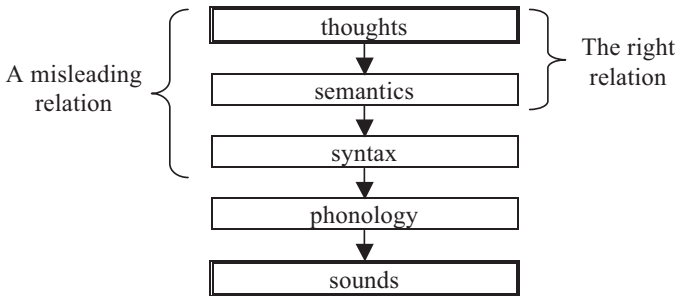 thoughts
A misleading
relation
The right
relation
semantics
syntax
phonology
sounds